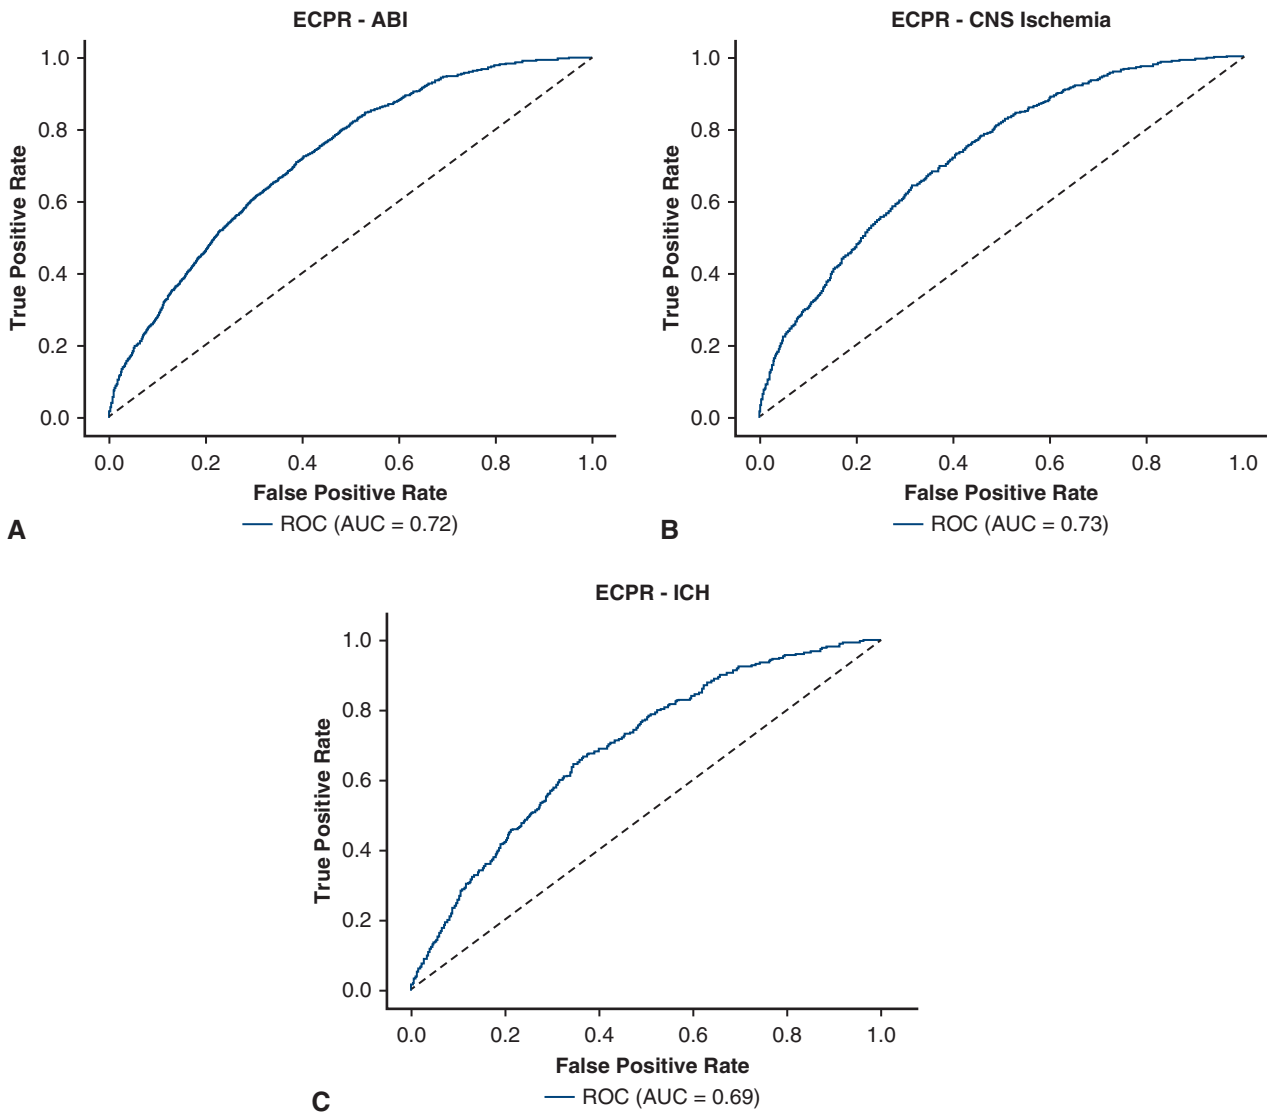 ECPR - ABI
1.0
0.8
0.6
0.4
0.2
0.0
True Positive Rate
0.0 0.2 0.4 0.6 0.8 1.0
False Positive Rate
ROC (AUC = 0.72)
A
ECPR - CNS Ischemia
1.0
0.8
0.6
0.4
0.2
0.0
True Positive Rate
0.0 0.2 0.4 0.6 0.8 1.0
False Positive Rate
ROC (AUC = 0.73)
B
ECPR - ICH
1.0
0.8
0.6
0.4
0.2
0.0
True Positive Rate
0.0 0.2 0.4 0.6 0.8 1.0
False Positive Rate
ROC (AUC = 0.69)
C